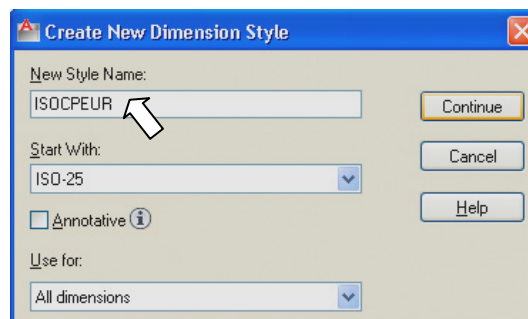 Create New Dimension Style
New Style Name:
ISOCPEUR
Continue
Start With:
Cancel
ISO-25
Annotative
Help
Use for:
All dimensions